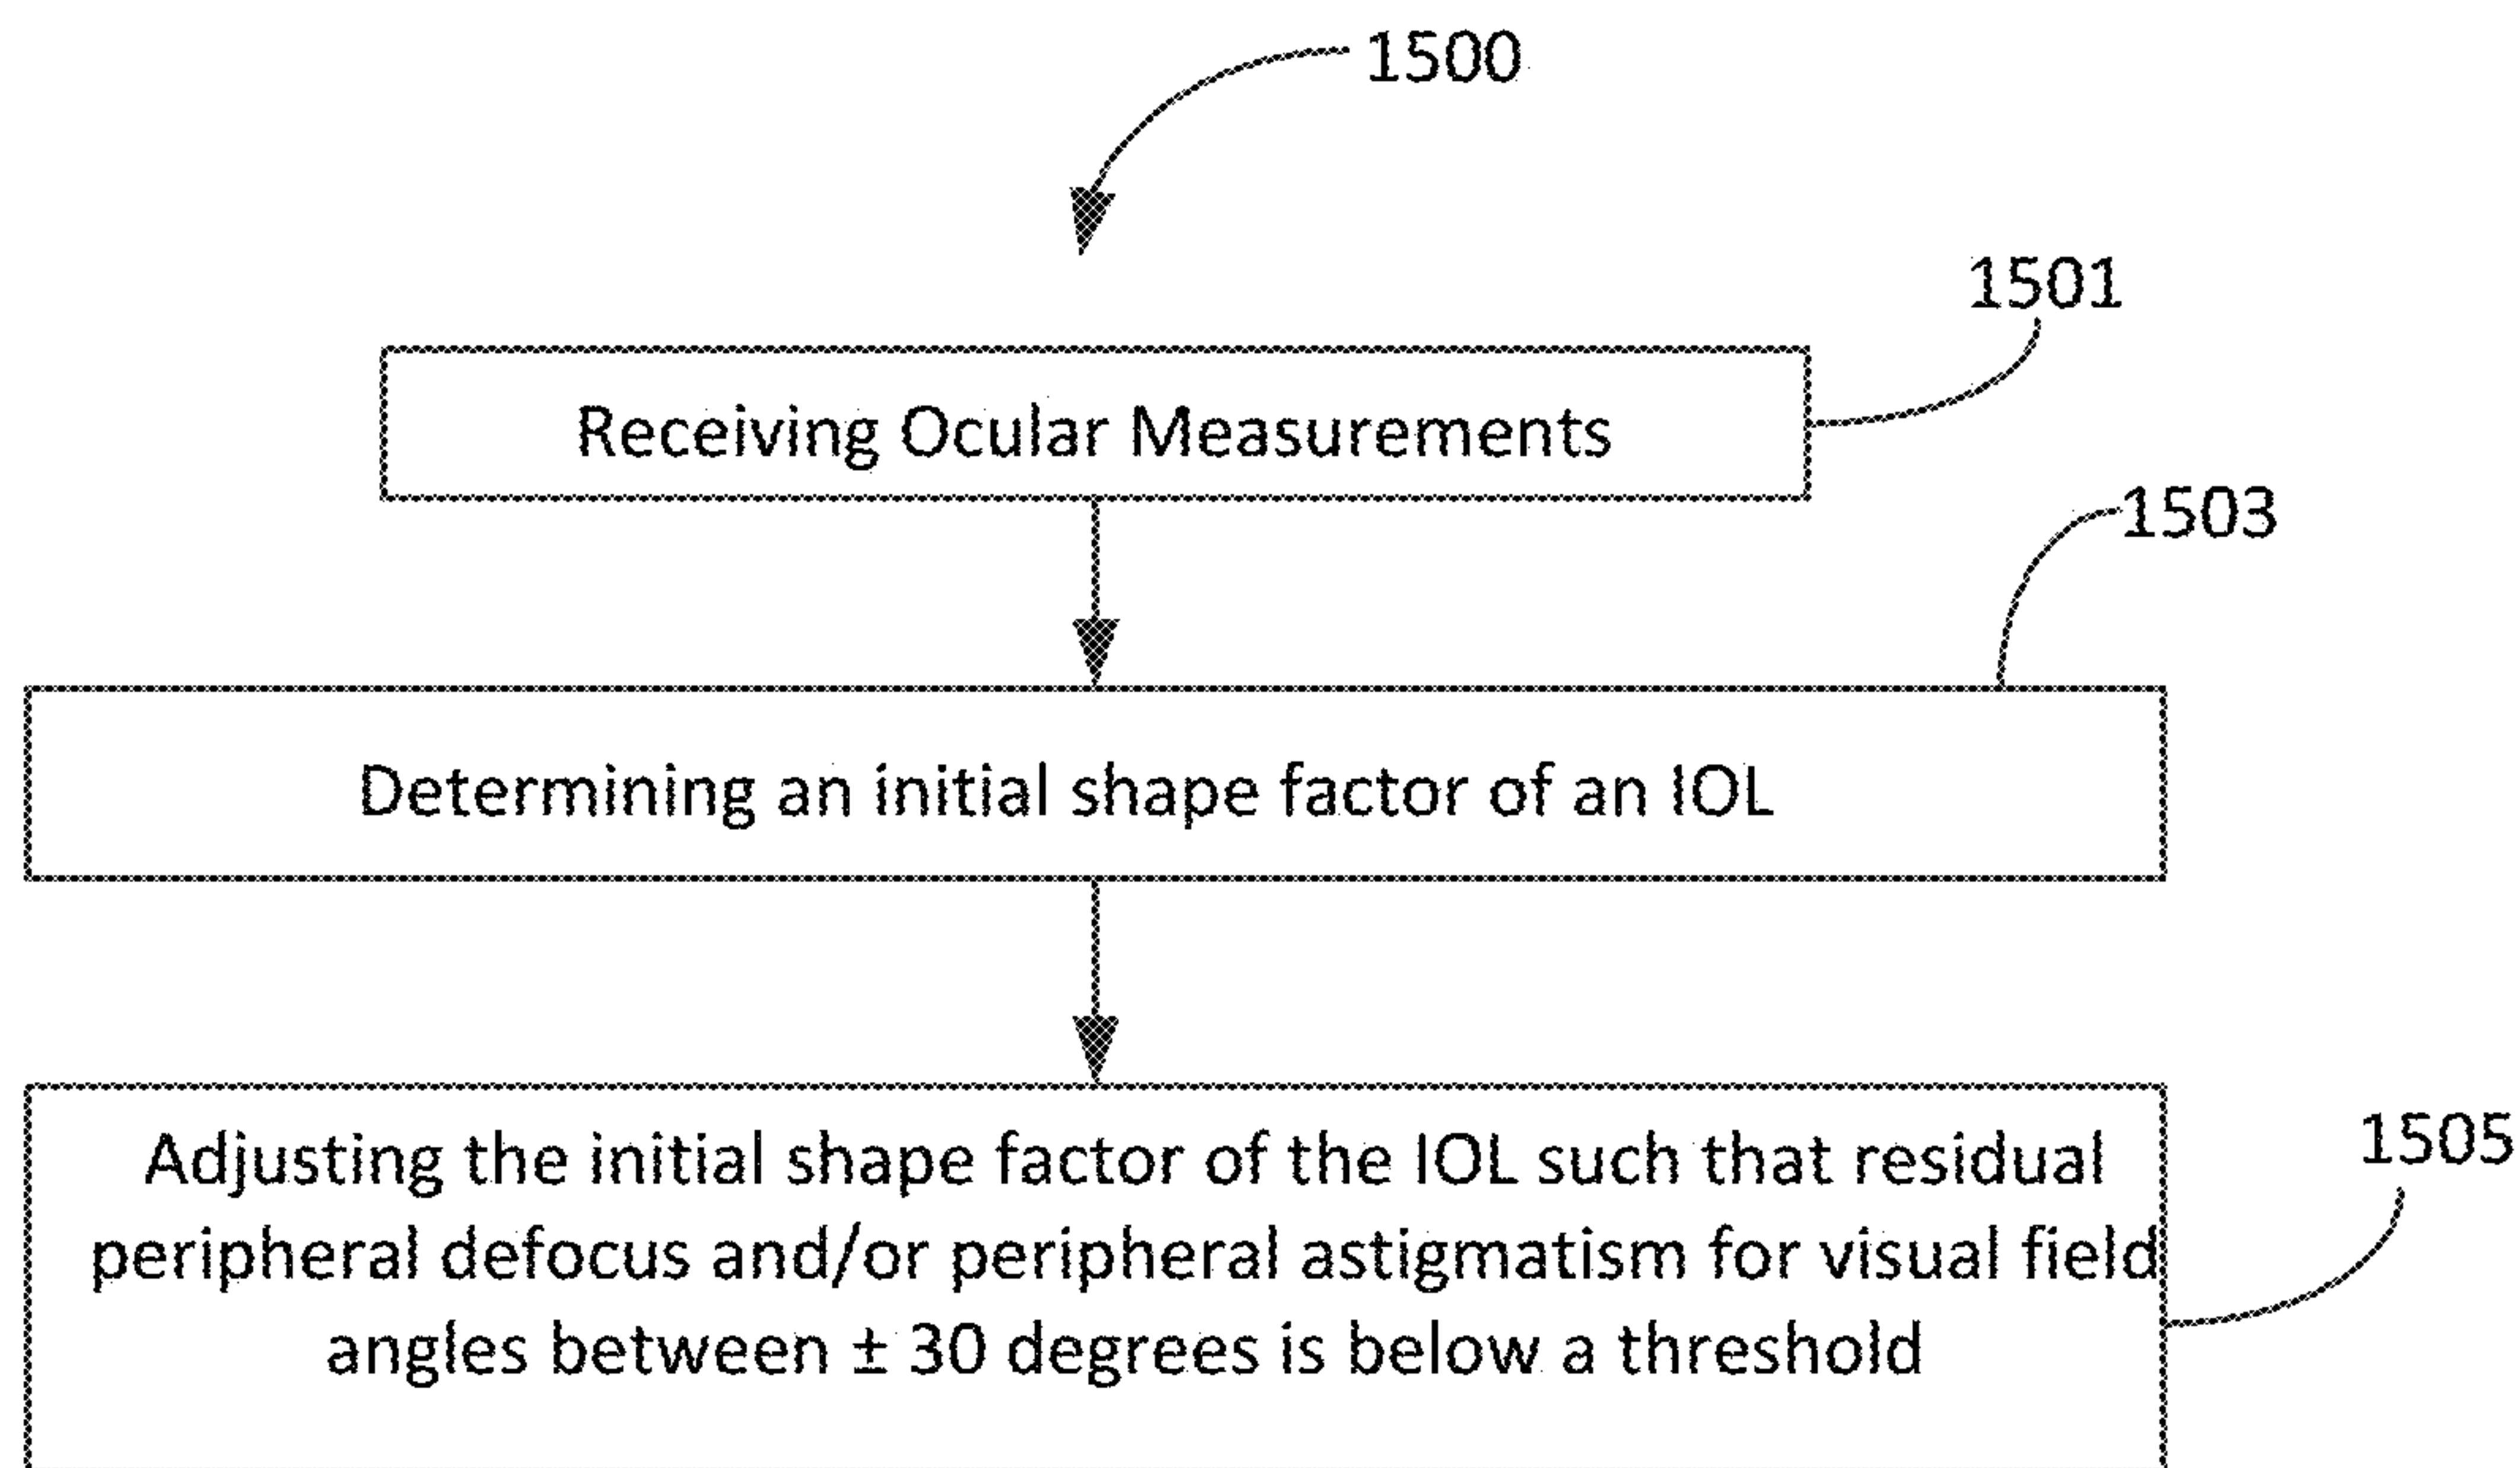 1500
1501
Receiving Ocular Measurements
1503
Determining an initial shape factor of an IOL
Adjusting the initial shape factor of the IOL such that residual
1505
peripheral defocus and/or peripheral astigmatism for visual field
angles between ± 30 degrees is below a threshold